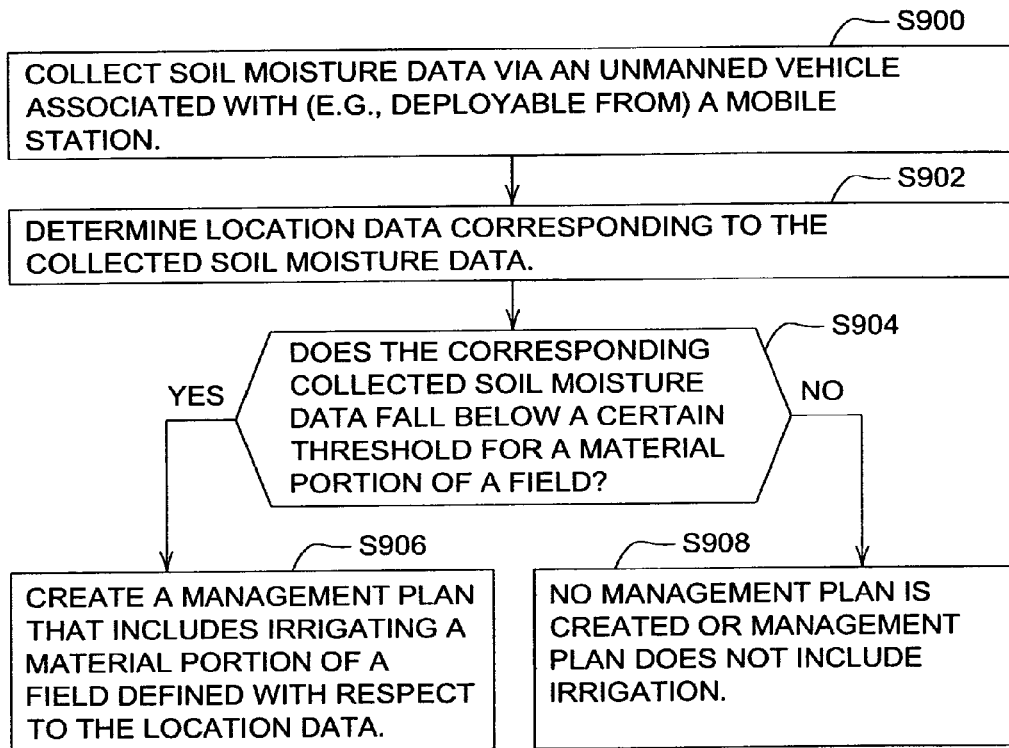 S900
COLLECT SOIL MOISTURE DATA VIA AN UNMANNED VEHICLE
ASSOCIATED WITH (E.G., DEPLOYABLE FROM) A MOBILE
STATION.
S902
DETERMINE LOCATION DATA CORRESPONDING TO THE
COLLECTED SOIL MOISTURE DATA.
S904
DOES THE CORRESPONDING
COLLECTED SOIL MOISTURE
DATA FALL BELOW A CERTAIN
THRESHOLD FOR A MATERIAL
PORTION OF A FIELD?
YES
NO
S906
CREATE A MANAGEMENT PLAN
THAT INCLUDES IRRIGATING A
MATERIAL PORTION OF A
FIELD DEFINED WITH RESPECT
TO THE LOCATION DATA.
S908
NO MANAGEMENT PLAN IS
CREATED OR MANAGEMENT
PLAN DOES NOT INCLUDE
IRRIGATION.